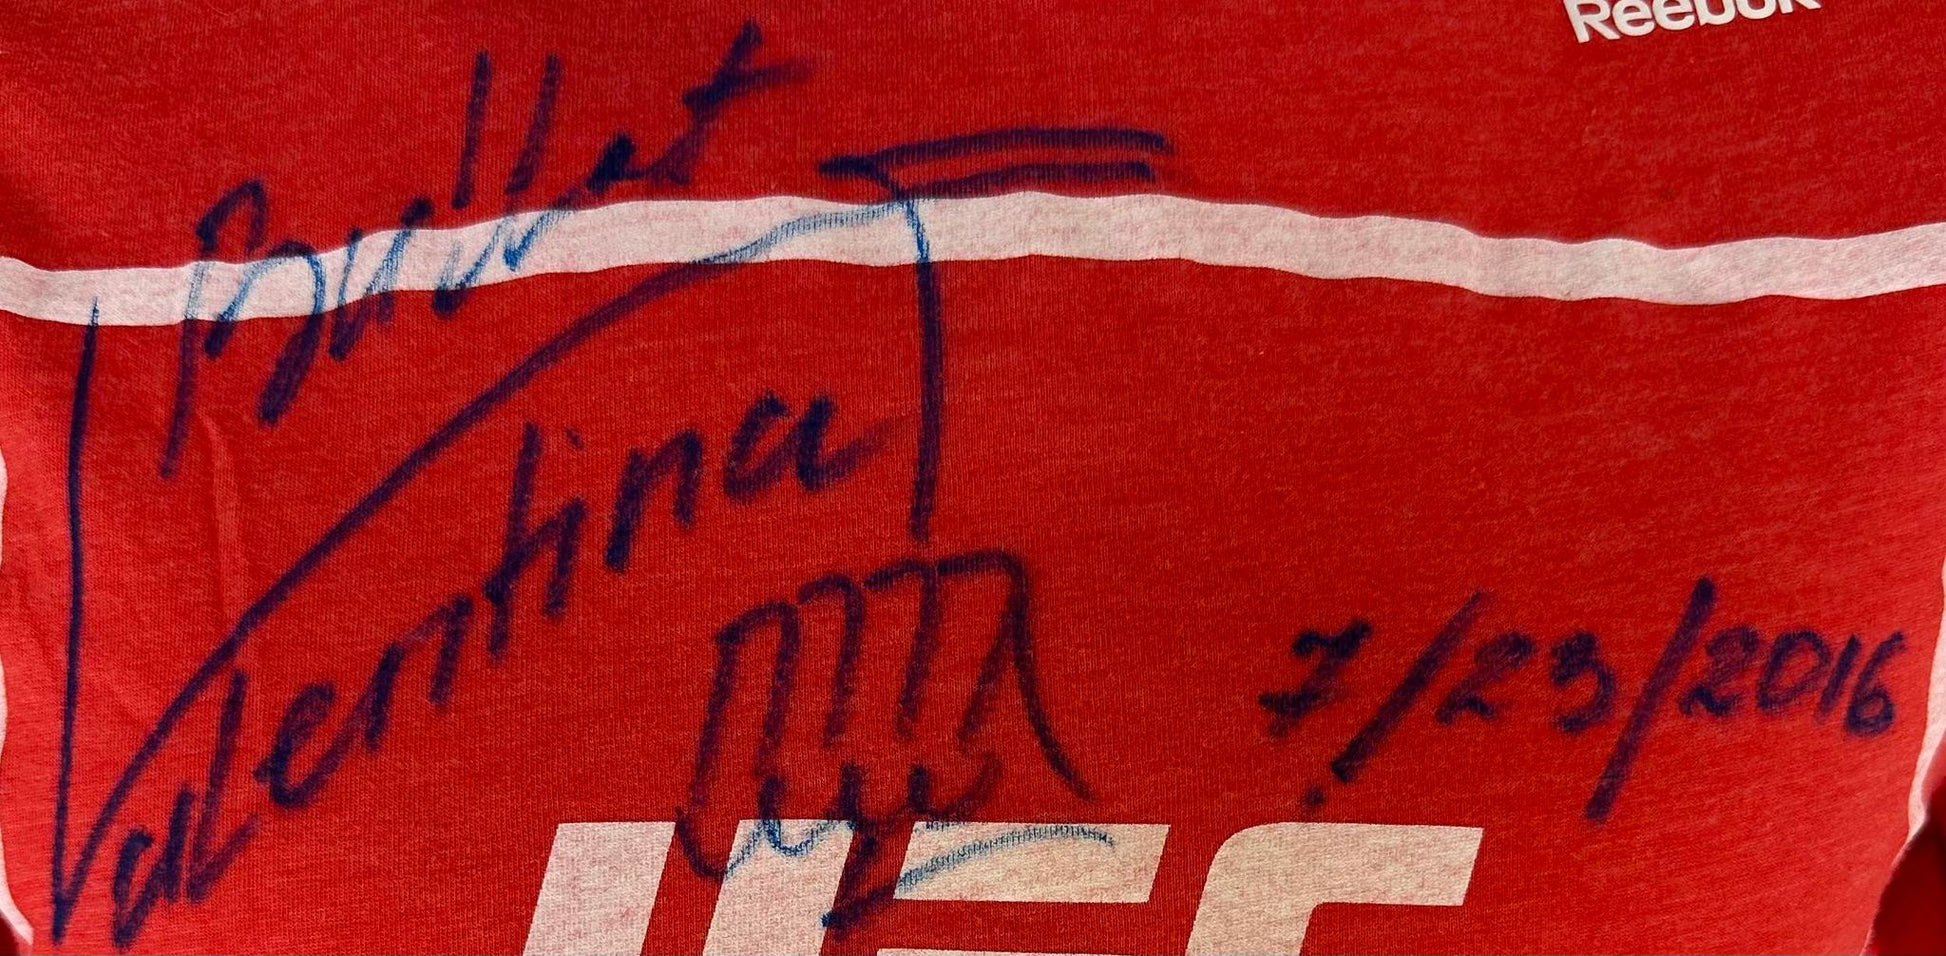 Reebok
Bullet
Valentina
7/23/2016
UFC